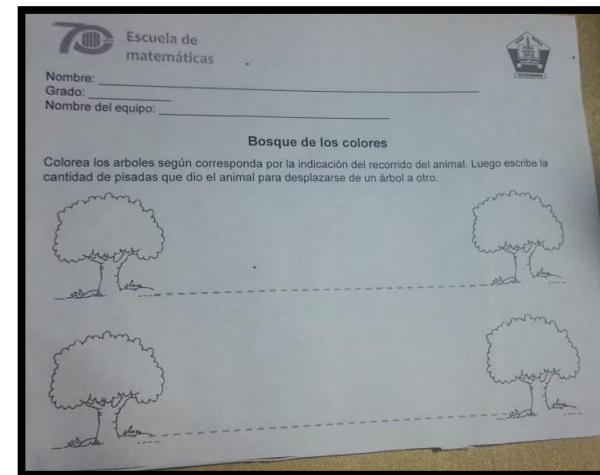 UIS
Escuela de
matemáticas
Nombre:
Grado:
Nombre del equipo:
Bosque de los colores
Colorea los arboles según corresponda por la indicación del recorrido del animal. Luego escribe la
cantidad de pisadas que dio el animal para desplazarse de un árbol a otro.